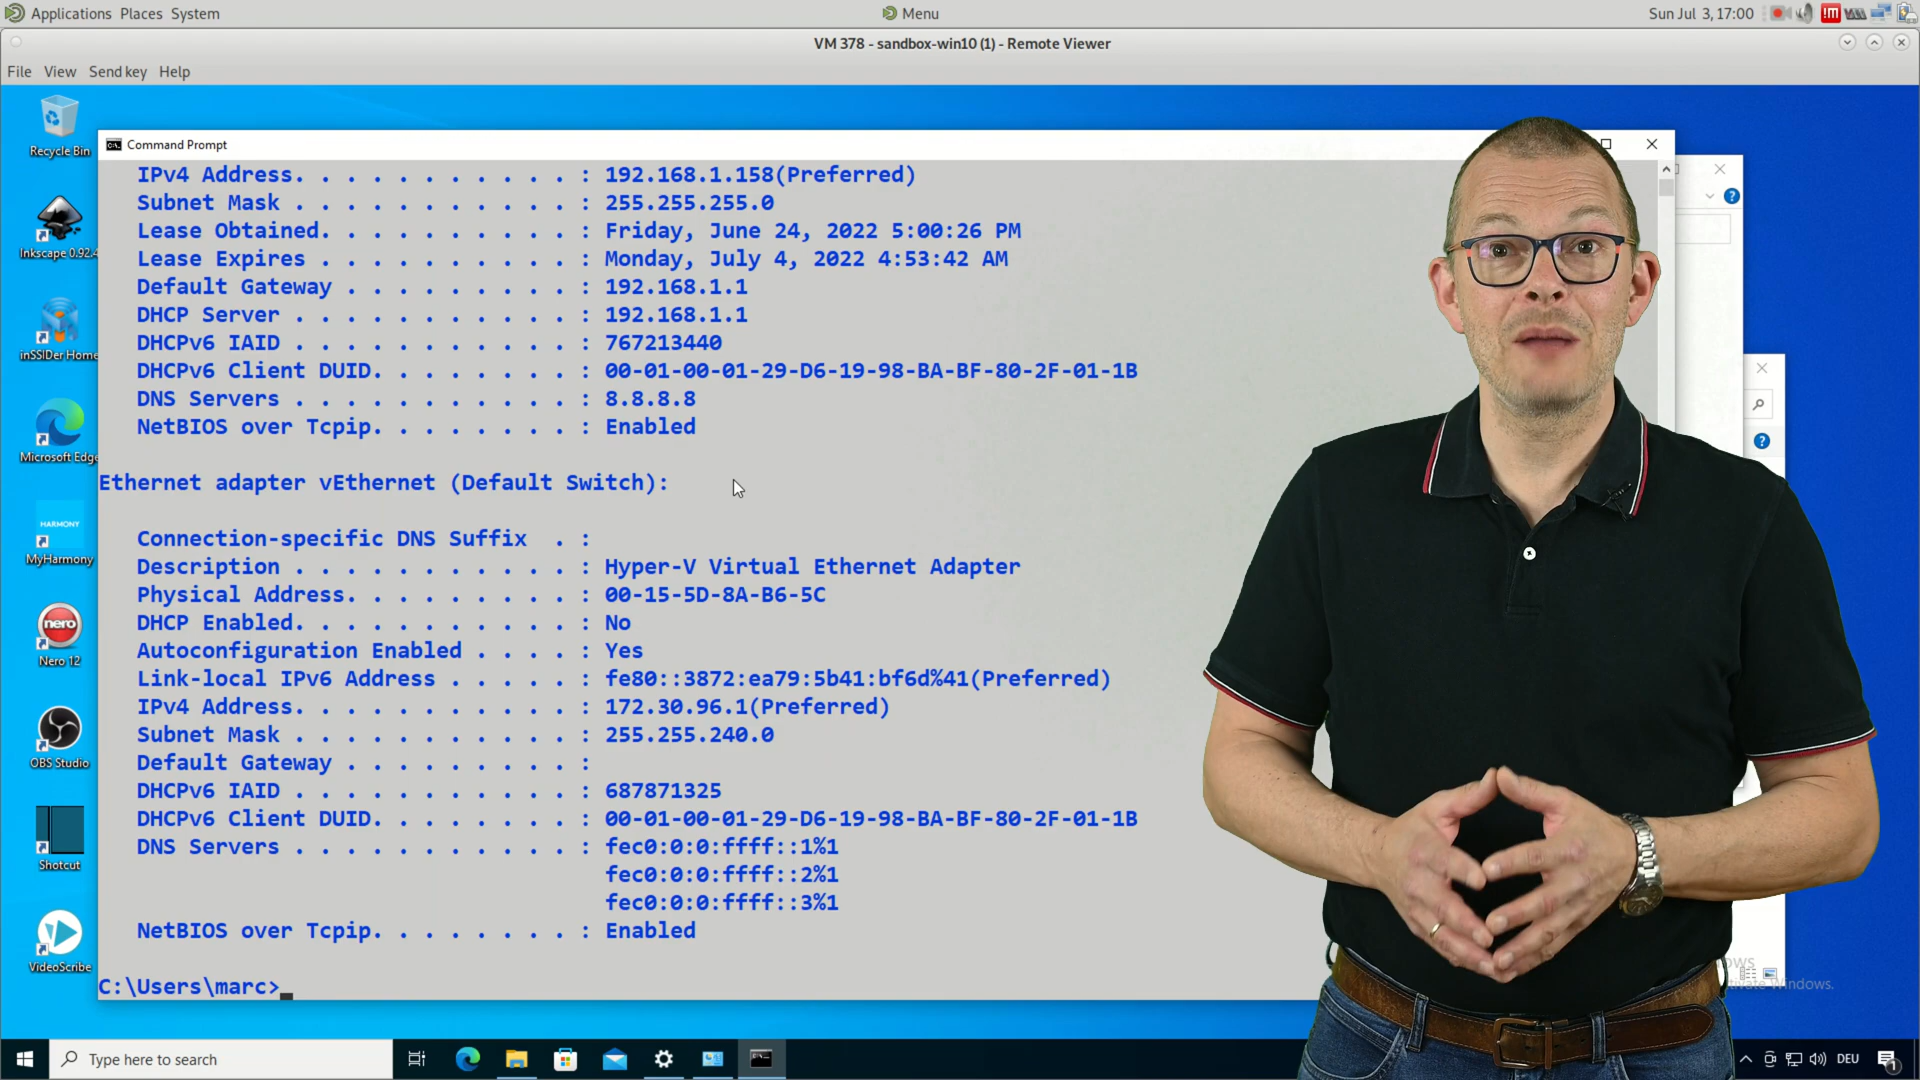 Applications Places System
Menu
Sun Jul 3, 17:00
VM 378 - sandbox-win10 (1) - Remote Viewer
File View Send key Help
Recycle Bin
Inkscape 0.92.4
inSSIDer Home
Microsoft Edge
HARMONY
MyHarmony
nero
Nero 12
OBS Studio
Shotcut
VideoScribe
Command Prompt
IPv4 Address. . . . . . . . . . . : 192.168.1.158(Preferred)
Subnet Mask . . . . . . . . . . . : 255.255.255.0
Lease Obtained. . . . . . . . . . : Friday, June 24, 2022 5:00:26 PM
Lease Expires . . . . . . . . . . : Monday, July 4, 2022 4:53:42 AM
Default Gateway . . . . . . . . . : 192.168.1.1
DHCP Server . . . . . . . . . . . : 192.168.1.1
DHCPv6 IAID . . . . . . . . . . . : 767213440
DHCPv6 Client DUID. . . . . . . . : 00-01-00-01-29-D6-19-98-BA-BF-80-2F-01-1B
DNS Servers . . . . . . . . . . . : 8.8.8.8
NetBIOS over Tcpip. . . . . . . . : Enabled
Ethernet adapter vEthernet (Default Switch):
Connection-specific DNS Suffix . :
Description . . . . . . . . . . . : Hyper-V Virtual Ethernet Adapter
Physical Address. . . . . . . . . : 00-15-5D-8A-B6-5C
DHCP Enabled. . . . . . . . . . . : No
Autoconfiguration Enabled . . . . : Yes
Link-local IPv6 Address . . . . . : fe80::3872:ea79:5b41:bf6d%41(Preferred)
IPv4 Address. . . . . . . . . . . : 172.30.96.1(Preferred)
Subnet Mask . . . . . . . . . . . : 255.255.240.0
Default Gateway . . . . . . . . . :
DHCPv6 IAID . . . . . . . . . . . : 687871325
DHCPv6 Client DUID. . . . . . . . : 00-01-00-01-29-D6-19-98-BA-BF-80-2F-01-1B
DNS Servers . . . . . . . . . . . : fec0:0:0:ffff::1%1
fec0:0:0:ffff::2%1
fec0:0:0:ffff::3%1
NetBIOS over Tcpip. . . . . . . . : Enabled
C:\Users\marc>
Windows.
Type here to search
DEU
1